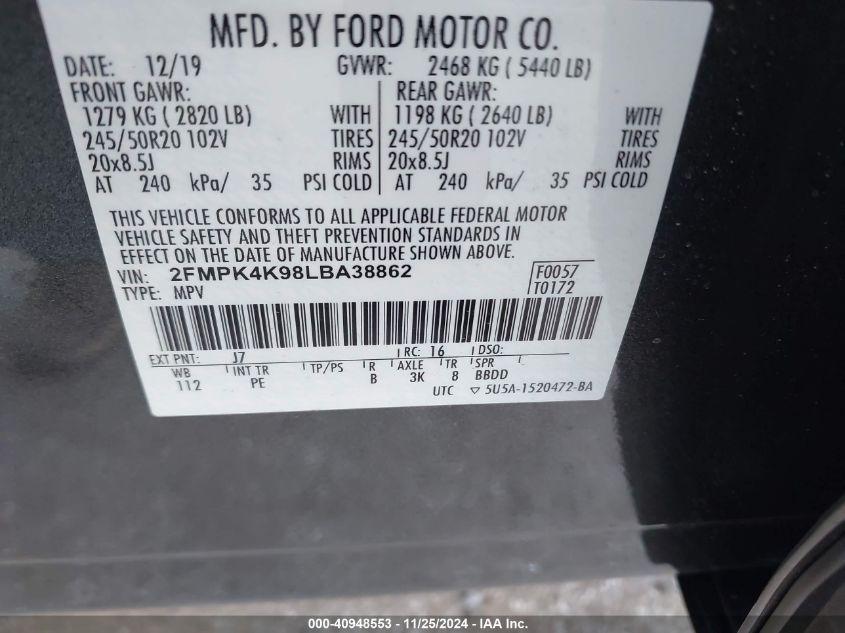 MFD. BY FORD MOTOR CO.
DATE: 12/19 GVWR: 2468 KG ( 5440 LB)
FRONT GAWR: REAR GAWR:
1279 KG ( 2820 LB) WITH 1198 KG ( 2640 LB) WITH
245/50R20 102V TIRES 245/50R20 102V TIRES
20x8.5J RIMS 20x8.5J RIMS
AT 240 kPa/ 35 PSI COLD AT 240 kPa/ 35 PSI COLD
THIS VEHICLE CONFORMS TO ALL APPLICABLE FEDERAL MOTOR
VEHICLE SAFETY AND THEFT PREVENTION STANDARDS IN
EFFECT ON THE DATE OF MANUFACTURE SHOWN ABOVE.
VIN: 2FMPK4K98LBA38862 F0057
TYPE: MPV T0172
EXT PNT: J7 RC: 16 DSO:
WB INT TR TP/PS R AXLE TR SPR
112 PE B 3K 8 BBDD
UTC ▽ 5U5A-1520472-BA
000-40948553 - 11/25/2024 - IAA Inc.